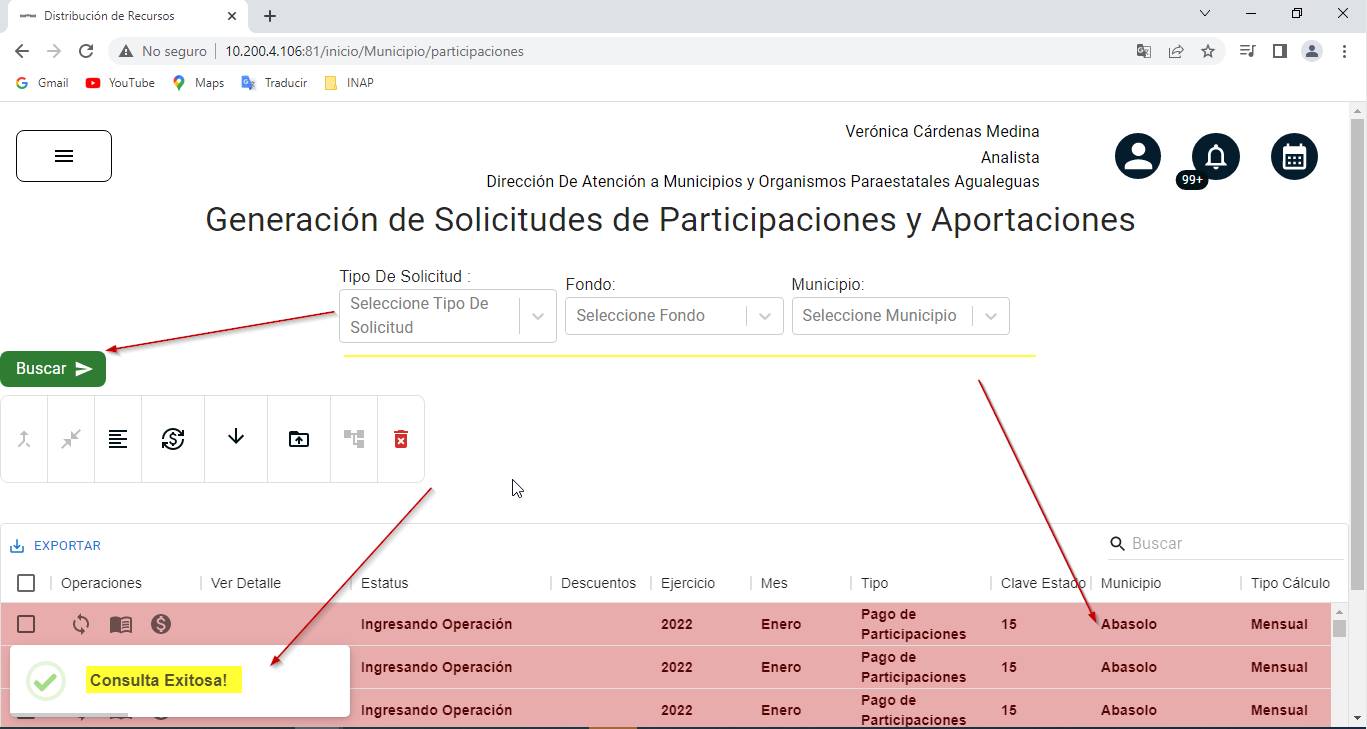 Distribución de Recursos
No seguro
10.200.4.106:81/inicio/Municipio/participaciones
Gmail
YouTube
Maps
Traducir
INAP
Verónica Cárdenas Medina
Analista
Dirección De Atención a Municipios y Organismos Paraestatales Agualeguas
99+
Generación de Solicitudes de Participaciones y Aportaciones
Tipo De Solicitud :
Seleccione Tipo De
Solicitud
Fondo:
Seleccione Fondo
Municipio:
Seleccione Municipio
Buscar
EXPORTAR
Buscar
Operaciones Ver Detalle Estatus Descuentos Ejercicio Mes Tipo Clave Estado Municipio Tipo Cálculo
Ingresando Operación 2022 Enero Pago de Participaciones 15 Abasolo Mensual
Ingresando Operación 2022 Enero Pago de Participaciones 15 Abasolo Mensual
Ingresando Operación 2022 Enero Pago de Participaciones 15 Abasolo Mensual
Consulta Exitosa!